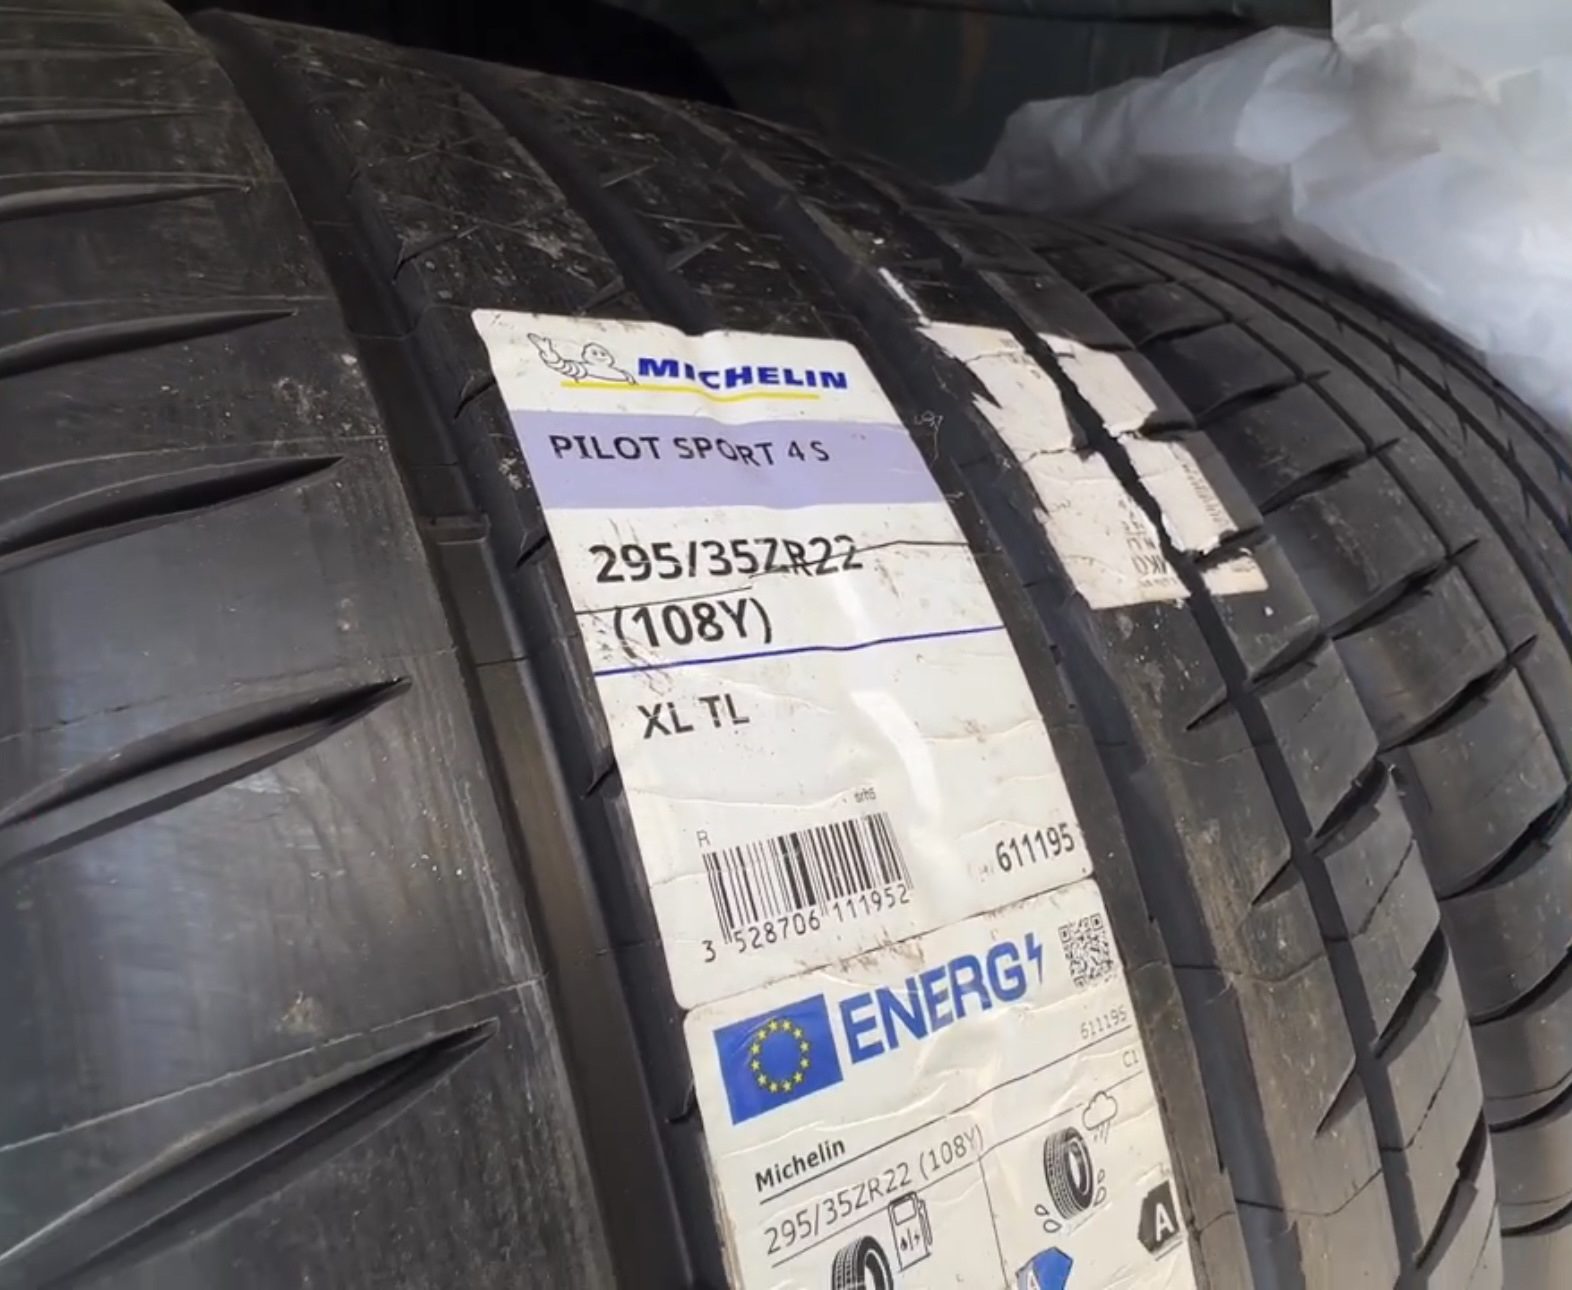 MICHELIN
PILOT SPORT 4 S
295/35ZR22
(108Y)
XL TL
R
611195
3 528706 111952
ENERG
611195
C1
Michelin
295/35ZR22 (108Y)
A
A